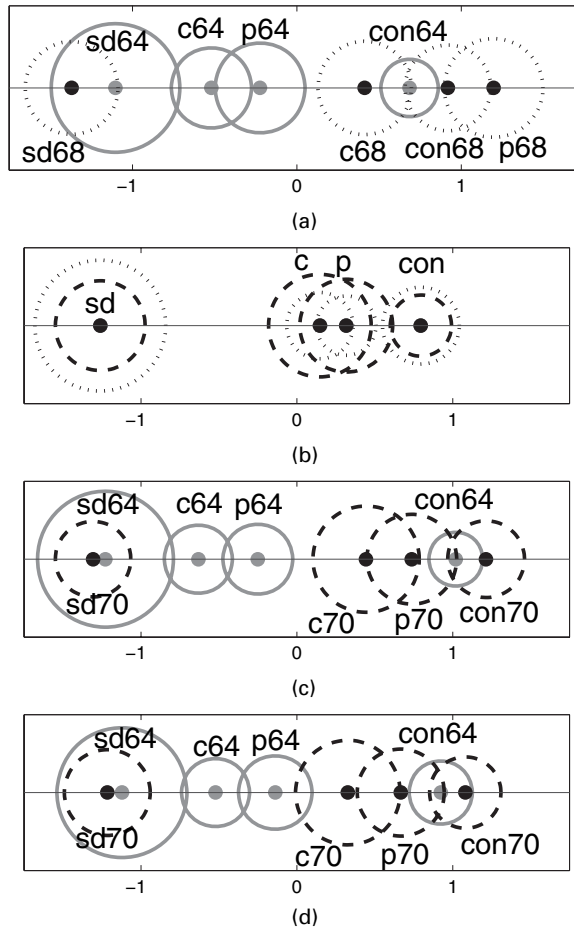 sd64 c64 p64 con64
sd68 c68 con68 p68
-1 0 1
(a)
sd c p con
-1 0 1
(b)
sd64 c64 p64 con64
sd70 c70 p70 con70
-1 0 1
(c)
sd64 c64 p64 con64
sd70 c70 p70 con70
-1 0 1
(d)